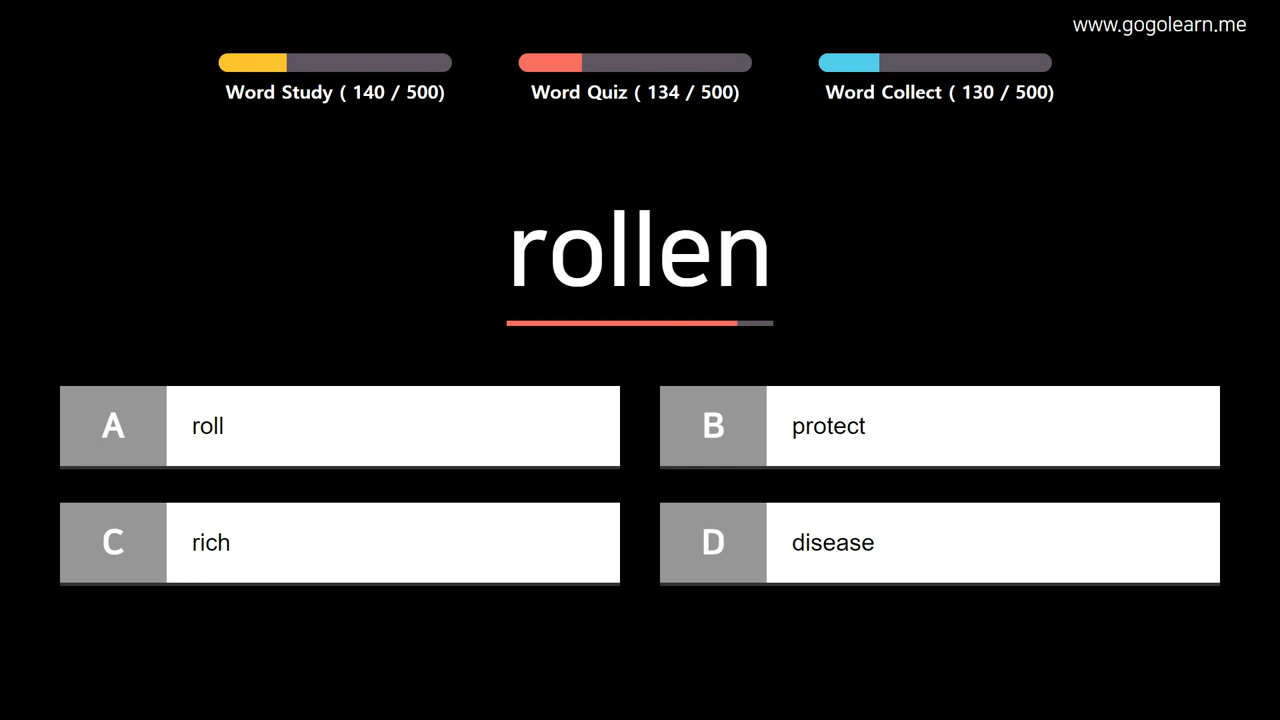 www.gogolearn.me
Word Study ( 140 / 500)
Word Quiz ( 134 / 500)
Word Collect ( 130 / 500)
rollen
A roll
B protect
C rich
D disease